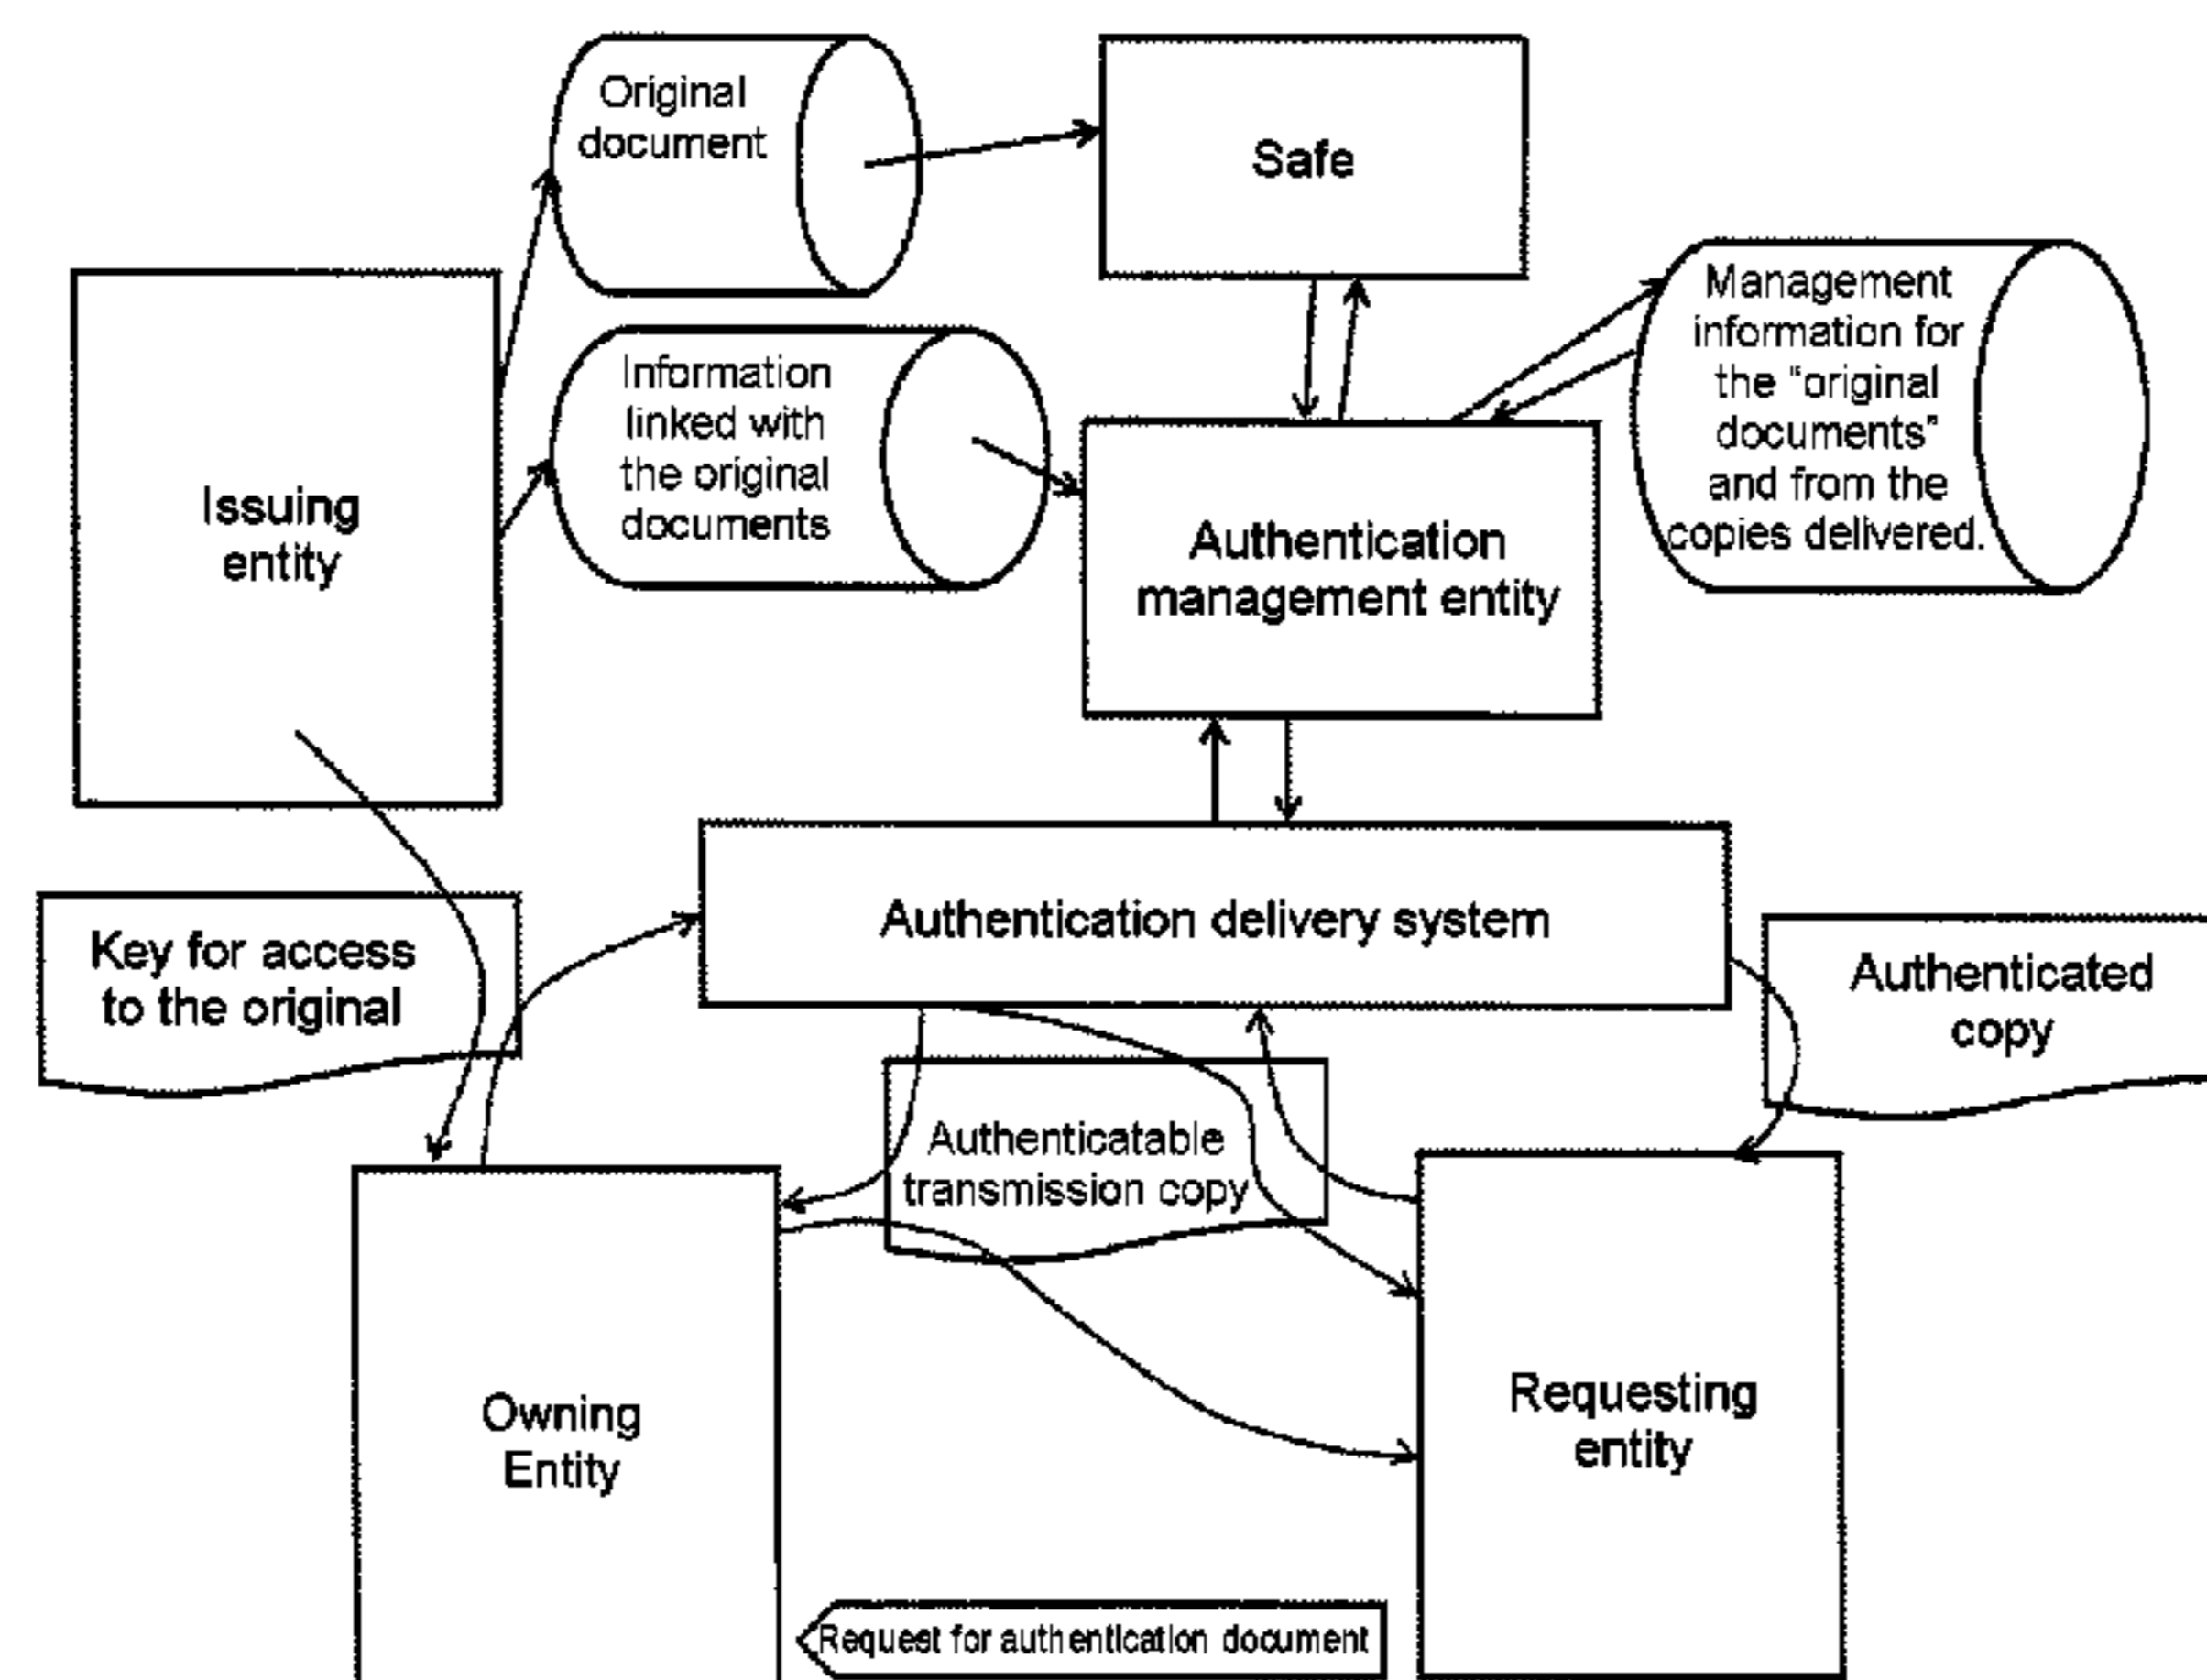 Original
document
Safe
Management
information for
the "original
documents"
and from the
copies delivered.
Information
linked with
the original
documents
Issuing
entity
Authentication
management entity
Authentication delivery system
Key for access
to the original
Authenticated
copy
Authenticatable
transmission copy
Owning
Entity
Requesting
entity
Request for authentication document